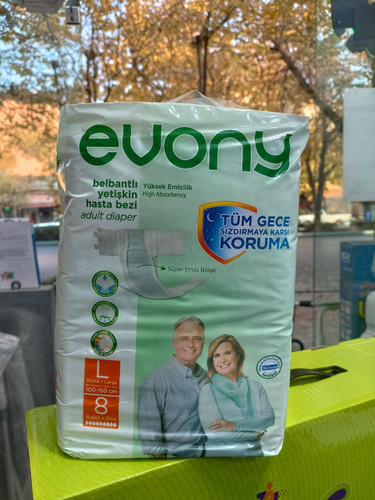 evony
belbantlı
yetişkin
hasta bezi
adult diaper
Yüksek Emicilik
High Absorbency
TÜM GECE
SIZDIRMAYA KARŞI
KORUMA
Süper Emici Bölge
L
Büyük • Large
100-150 cm
8
Adet • Pcs